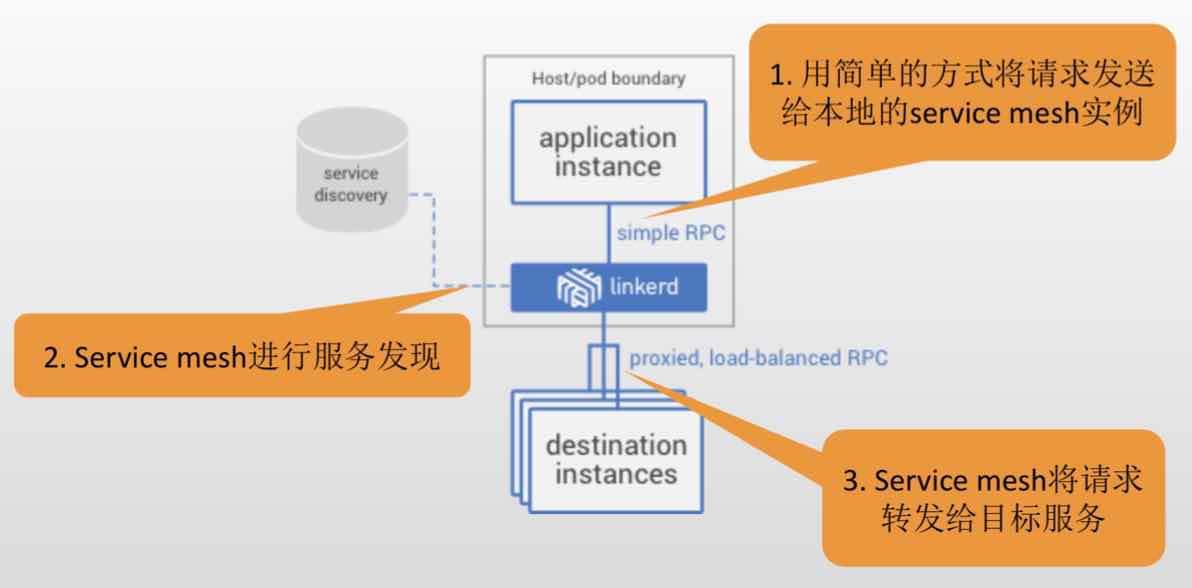 Host/pod boundary
application
instance
1. 用简单的方式将请求发送
给本地的service mesh实例
service
discovery
simple RPC
linkerd
2. Service mesh进行服务发现
proxied, load-balanced RPC
destination
instances
3. Service mesh将请求
转发给目标服务